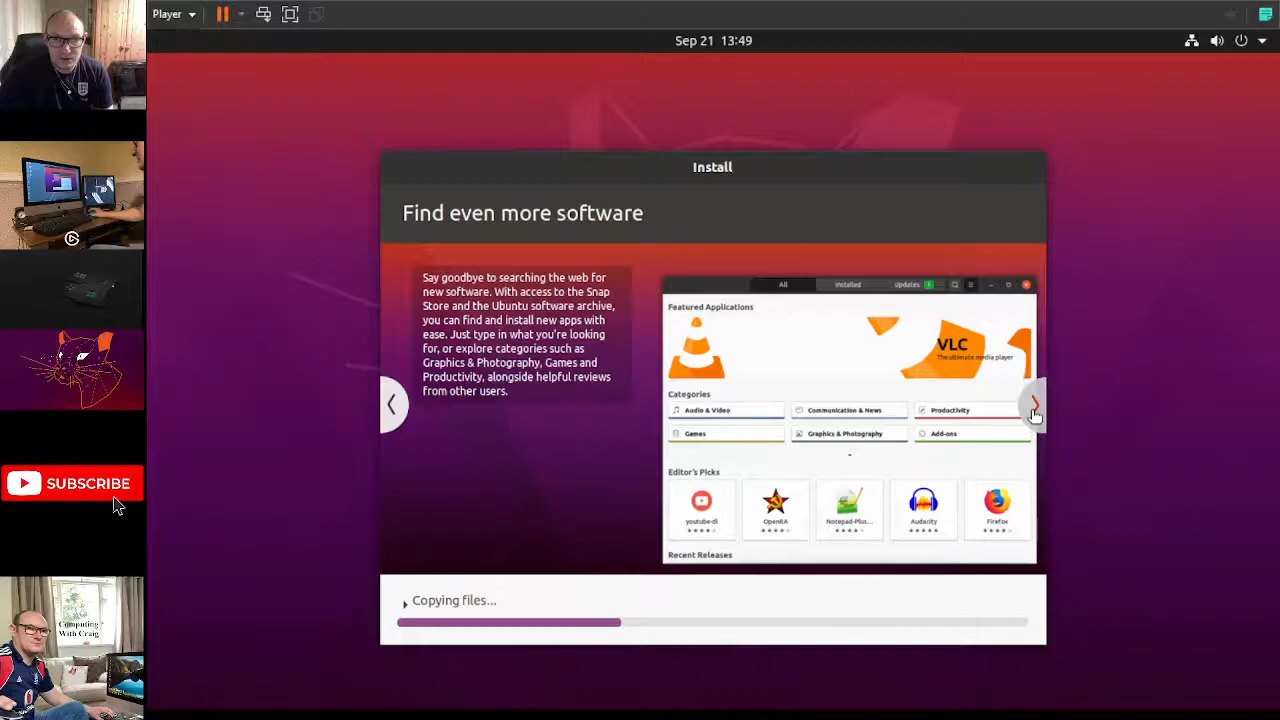 Player
Sep 21 13:49
Install
Find even more software
Say goodbye to searching the web for
new software. With access to the Snap
Store and the Ubuntu software archive,
you can find and install new apps with
ease. Just type in what you're looking
for, or explore categories such as
Graphics & Photography, Games and
Productivity, alongside helpful reviews
from other users.
All Installed Updates 1
Featured Applications
VLC
The ultimate media player
Categories
Audio & Video Communication & News Productivity
Games Graphics & Photography Add-ons
Editor's Picks
youtube-dl OpenRA Notepad-Plus... Audacity Firefox
Recent Releases
Copying files...
SUBSCRIBE
Computing
With Craig